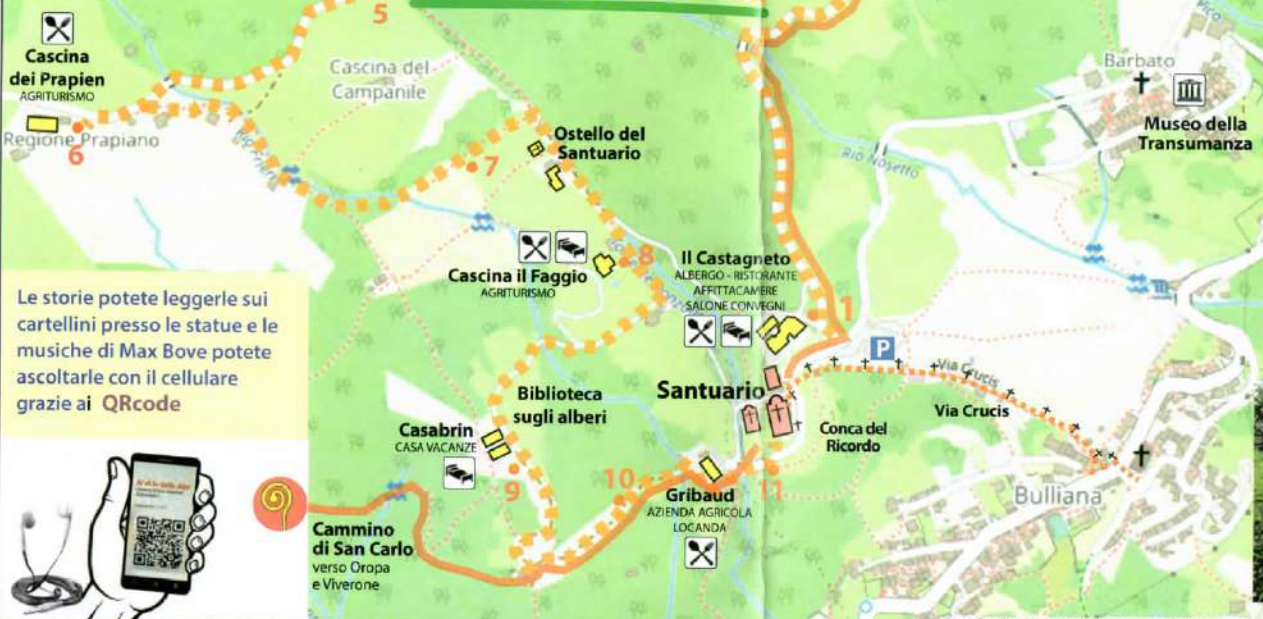 5
Cascina
dei Prapien
AGRITURISMO
Regione Prapiano
6
Cascina del
Campanile
7
Ostello del
Santuario
Cascina il Faggio
AGRITURISMO
8
Il Castagneto
ALBERGO - RISTORANTE
AFFITTACAMERE
SALONE CONVEGNI
1
Barbato
Museo della
Transumanza
Rio Nosetto
P
Santuario
Via Crucis
Via Crucis
Conca del
Ricordo
Bulliana
Le storie potete leggerle sui
cartellini presso le statue e le
musiche di Max Bove potete
ascoltarle con il cellulare
grazie ai QRcode
Biblioteca
sugli alberi
Casabrin
CASA VACANZE
9
10
11
Gribaud
AZIENDA AGRICOLA
LOCANDA
Cammino
di San Carlo
verso Oropa
e Viverone